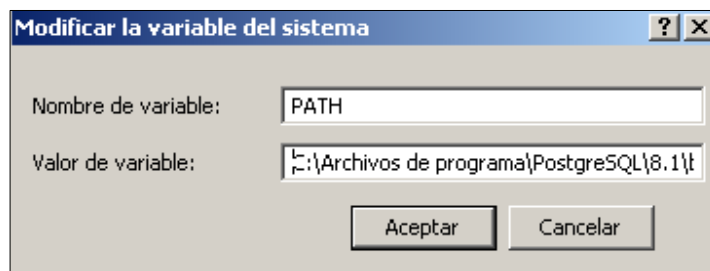 Modificar la variable del sistema ? X
Nombre de variable: PATH
Valor de variable: C:\Archivos de programa\PostgreSQL\8.1\
Aceptar Cancelar